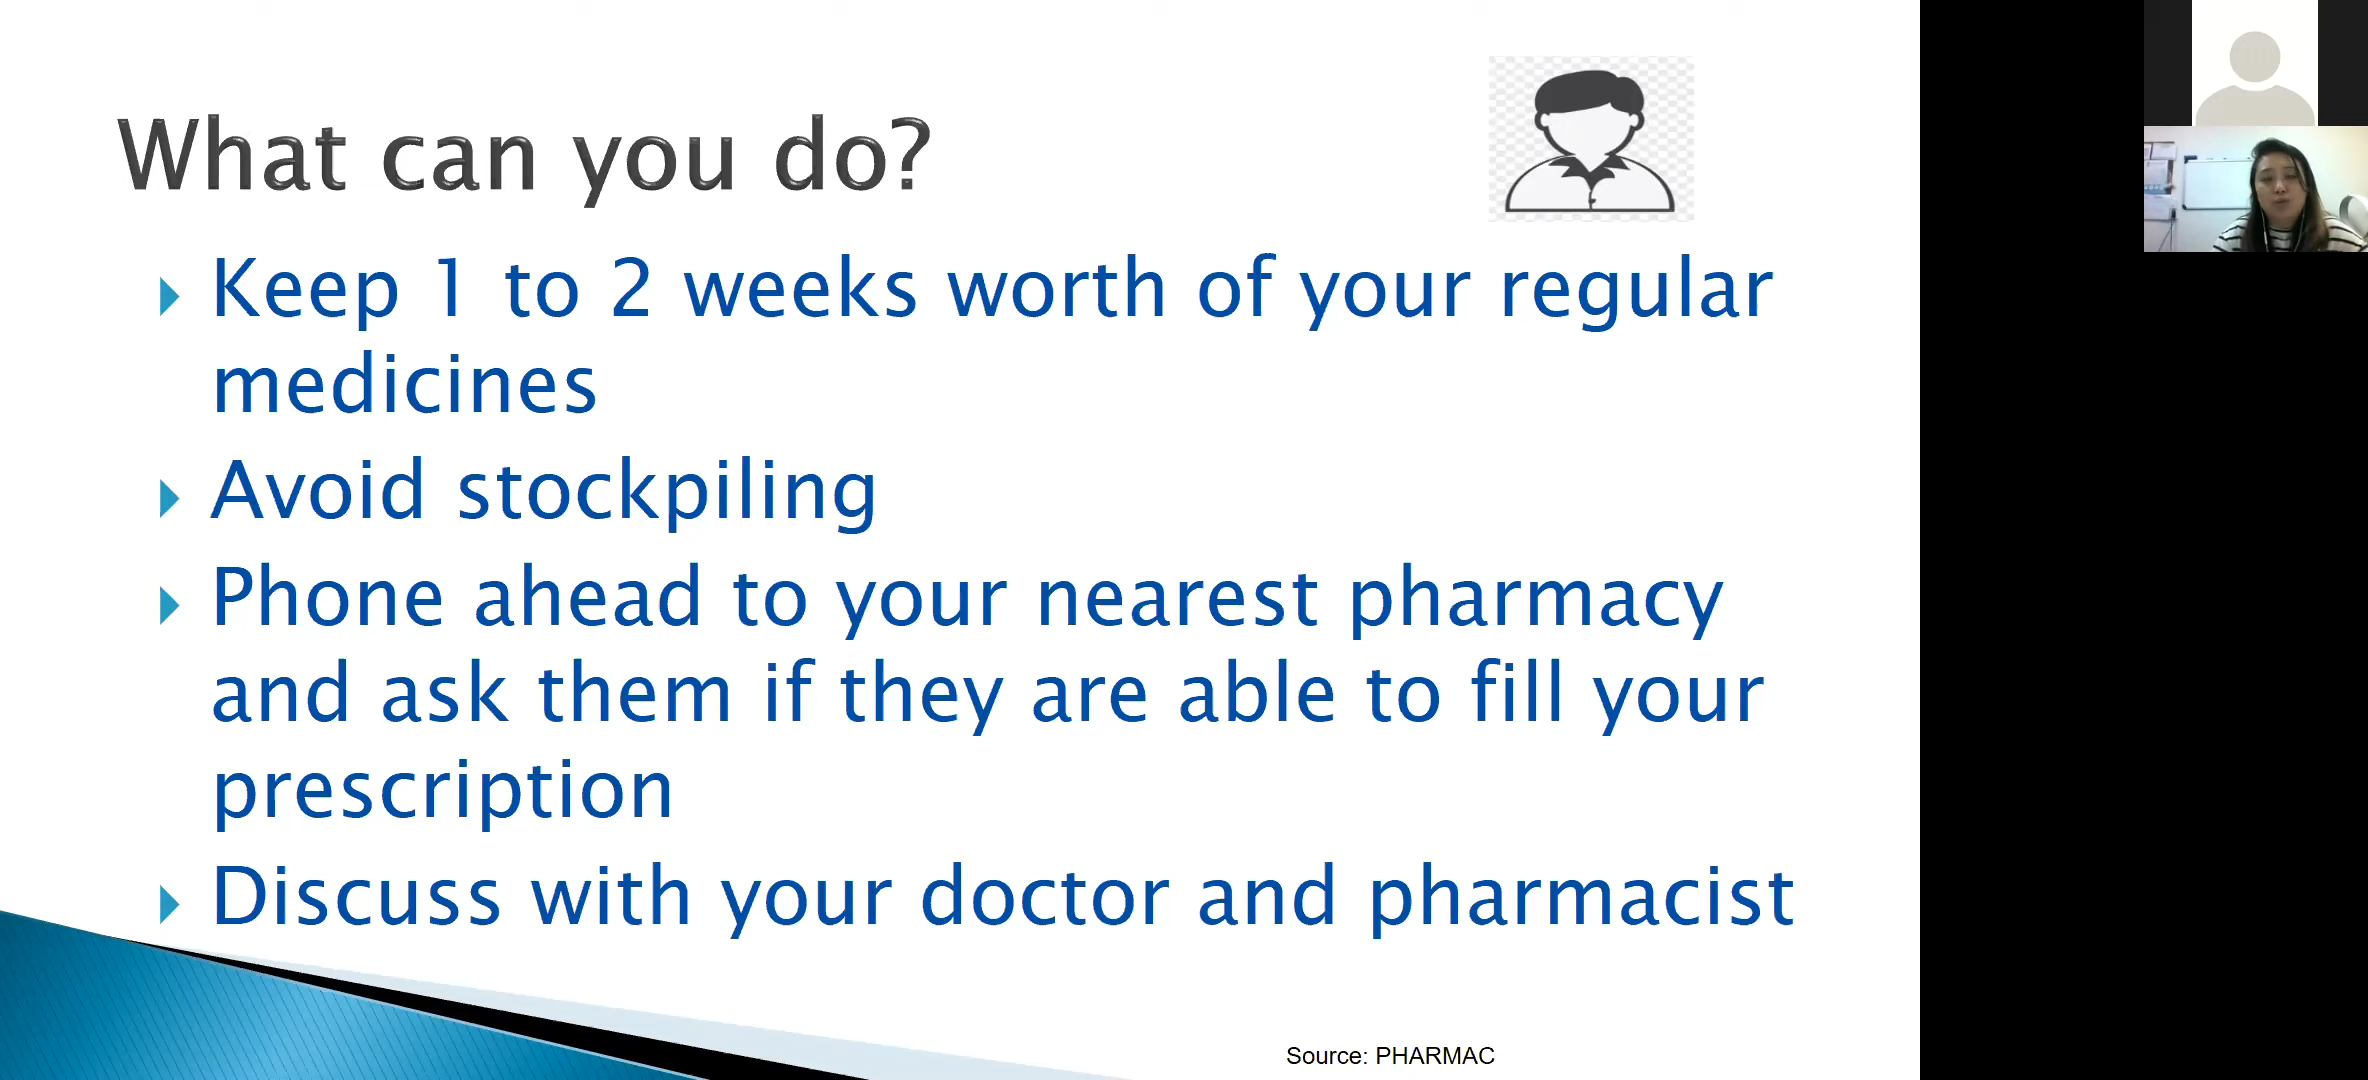 What can you do?
Keep 1 to 2 weeks worth of your regular
medicines
Avoid stockpiling
Phone ahead to your nearest pharmacy
and ask them if they are able to fill your
prescription
Discuss with your doctor and pharmacist
Source: PHARMAC